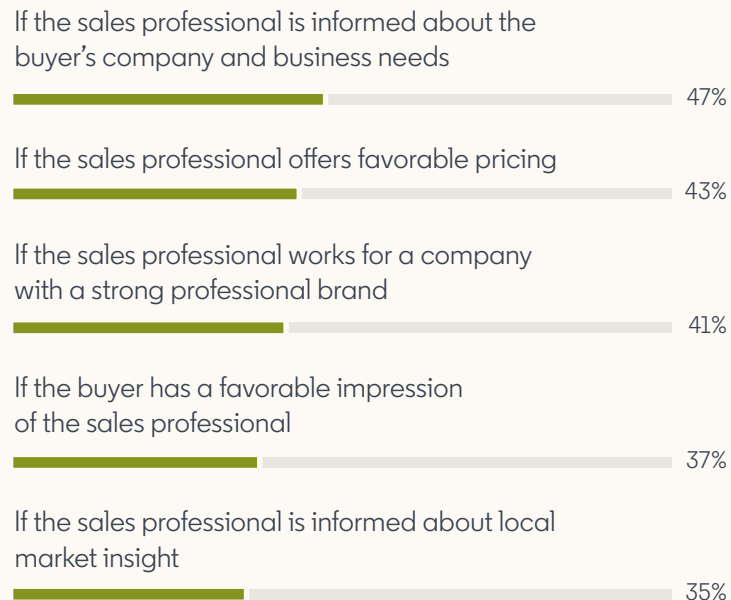 If the sales professional is informed about the
buyer’s company and business needs
47%
If the sales professional offers favorable pricing
43%
If the sales professional works for a company
with a strong professional brand
41%
If the buyer has a favorable impression
of the sales professional
37%
If the sales professional is informed about local
market insight
35%